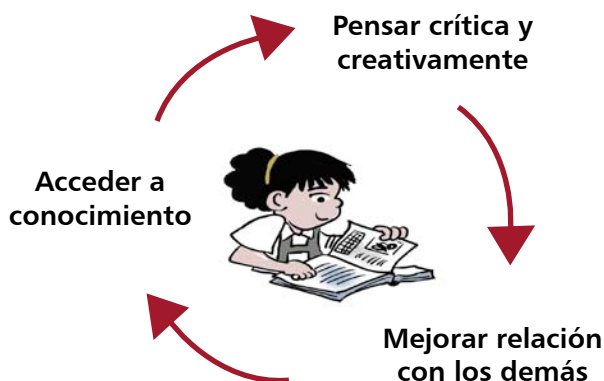 Pensar crítica y
creativamente
Acceder a
conocimiento
Mejorar relación
con los demás